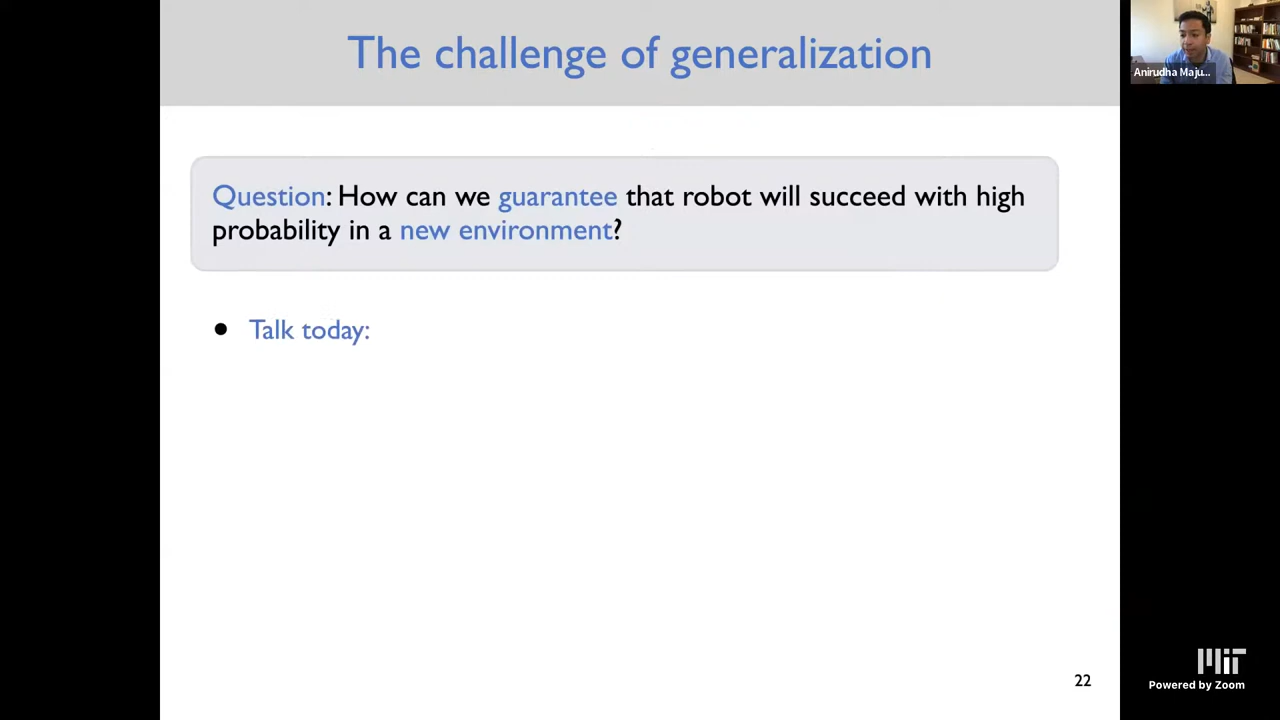 The challenge of generalization
Anirudha Maju...
Question: How can we guarantee that robot will succeed with high
probability in a new environment?
● Talk today:
22
MIT
Powered by Zoom